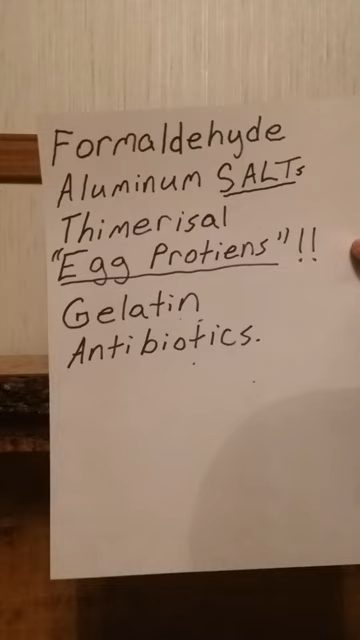 Formaldehyde
Aluminum SALTs
Thimerisal
"Egg Protiens"!!
Gelatin
Antibiotics.